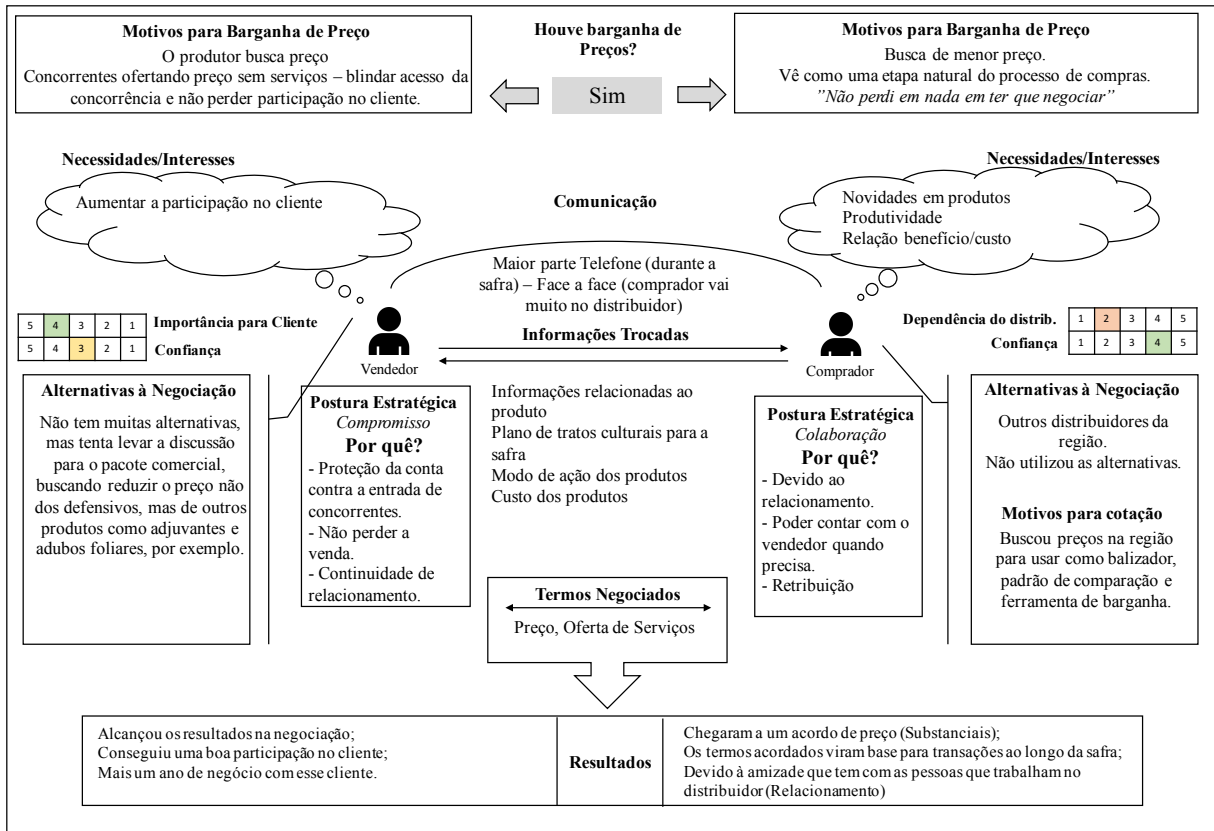 Motivos para Barganha de Preço
O produtor busca preço
Concorrentes ofertando preço sem serviços – blindar acesso da
concorrência e não perder participação no cliente.
Houve barganha de
Preços?
Sim
Motivos para Barganha de Preço
Busca de menor preço.
Vê como uma etapa natural do processo de compras.
”Não perdi em nada em ter que negociar”
Necessidades/Interesses
Aumentar a participação no cliente
Comunicação
Maior parte Telefone (durante a
safra) – Face a face (comprador vai
muito no distribuidor)
Necessidades/Interesses
Novidades em produtos
Produtividade
Relação benefício/custo
5 4 3 2 1 Importância para Cliente
5 4 3 2 1 Confiança
Vendedor
Informações Trocadas
Comprador
Dependência do distrib. 1 2 3 4 5
Confiança 1 2 3 4 5
Alternativas à Negociação
Não tem muitas alternativas,
mas tenta levar a discussão
para o pacote comercial,
buscando reduzir o preço não
dos defensivos, mas de outros
produtos como adjuvantes e
adubos foliares, por exemplo.
Postura Estratégica
Compromisso
Por quê?
- Proteção da conta
contra a entrada de
concorrentes.
- Não perder a
venda.
- Continuidade de
relacionamento.
Informações relacionadas ao
produto
Plano de tratos culturais para a
safra
Modo de ação dos produtos
Custo dos produtos
Postura Estratégica
Colaboração
Por quê?
- Devido ao
relacionamento.
- Poder contar com o
vendedor quando
precisa.
- Retribuição
Alternativas à Negociação
Outros distribuidores da
região.
Não utilizou as alternativas.
Motivos para cotação
Buscou preços na região
para usar como balizador,
padrão de comparação e
ferramenta de barganha.
Termos Negociados
Preço, Oferta de Serviços
Alcançou os resultados na negociação;
Conseguiu uma boa participação no cliente;
Mais um ano de negócio com esse cliente.
Resultados
Chegaram a um acordo de preço (Substanciais);
Os termos acordados viram base para transações ao longo da safra;
Devido à amizade que tem com as pessoas que trabalham no
distribuidor (Relacionamento)